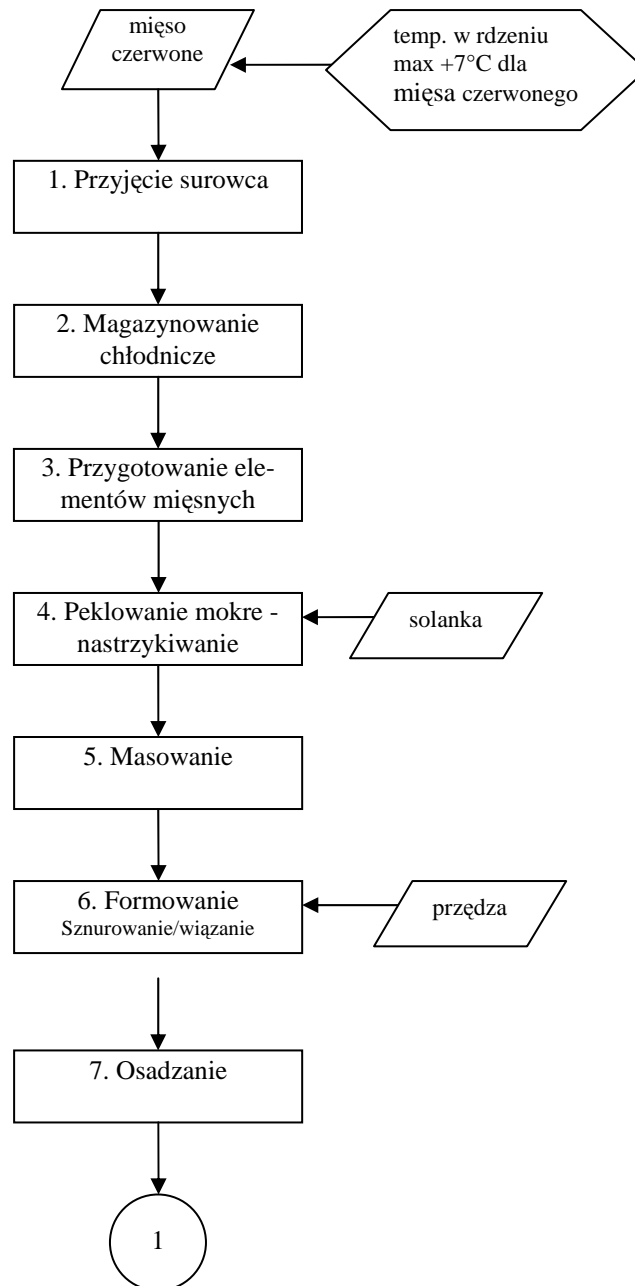 mięso
czerwone
temp. w rdzeniu
max +7°C dla
mięsa czerwonego
1. Przyjęcie surowca
2. Magazynowanie
chłodnicze
3. Przygotowanie ele-
mentów mięsnych
4. Peklowanie mokre -
nastrzykiwanie
solanka
5. Masowanie
6. Formowanie
Sznurowanie/wiązanie
przędza
7. Osadzanie
1